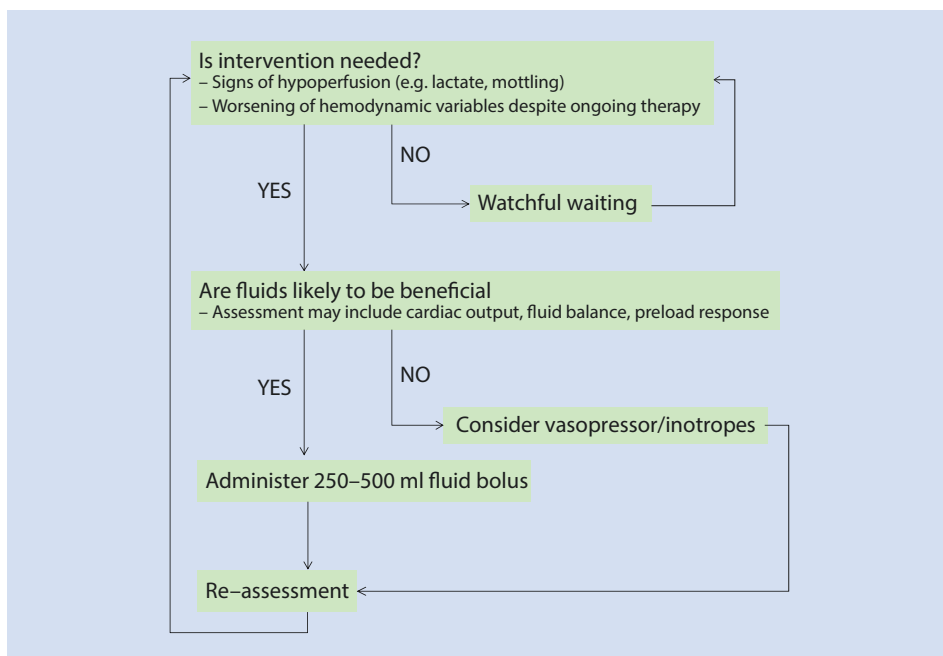 Is intervention needed?
– Signs of hypoperfusion (e.g. lactate, mottling)
– Worsening of hemodynamic variables despite ongoing therapy
NO
YES
Watchful waiting
Are fluids likely to be beneficial
– Assessment may include cardiac output, fluid balance, preload response
NO
YES
Consider vasopressor/inotropes
Administer 250–500 ml fluid bolus
Re–assessment